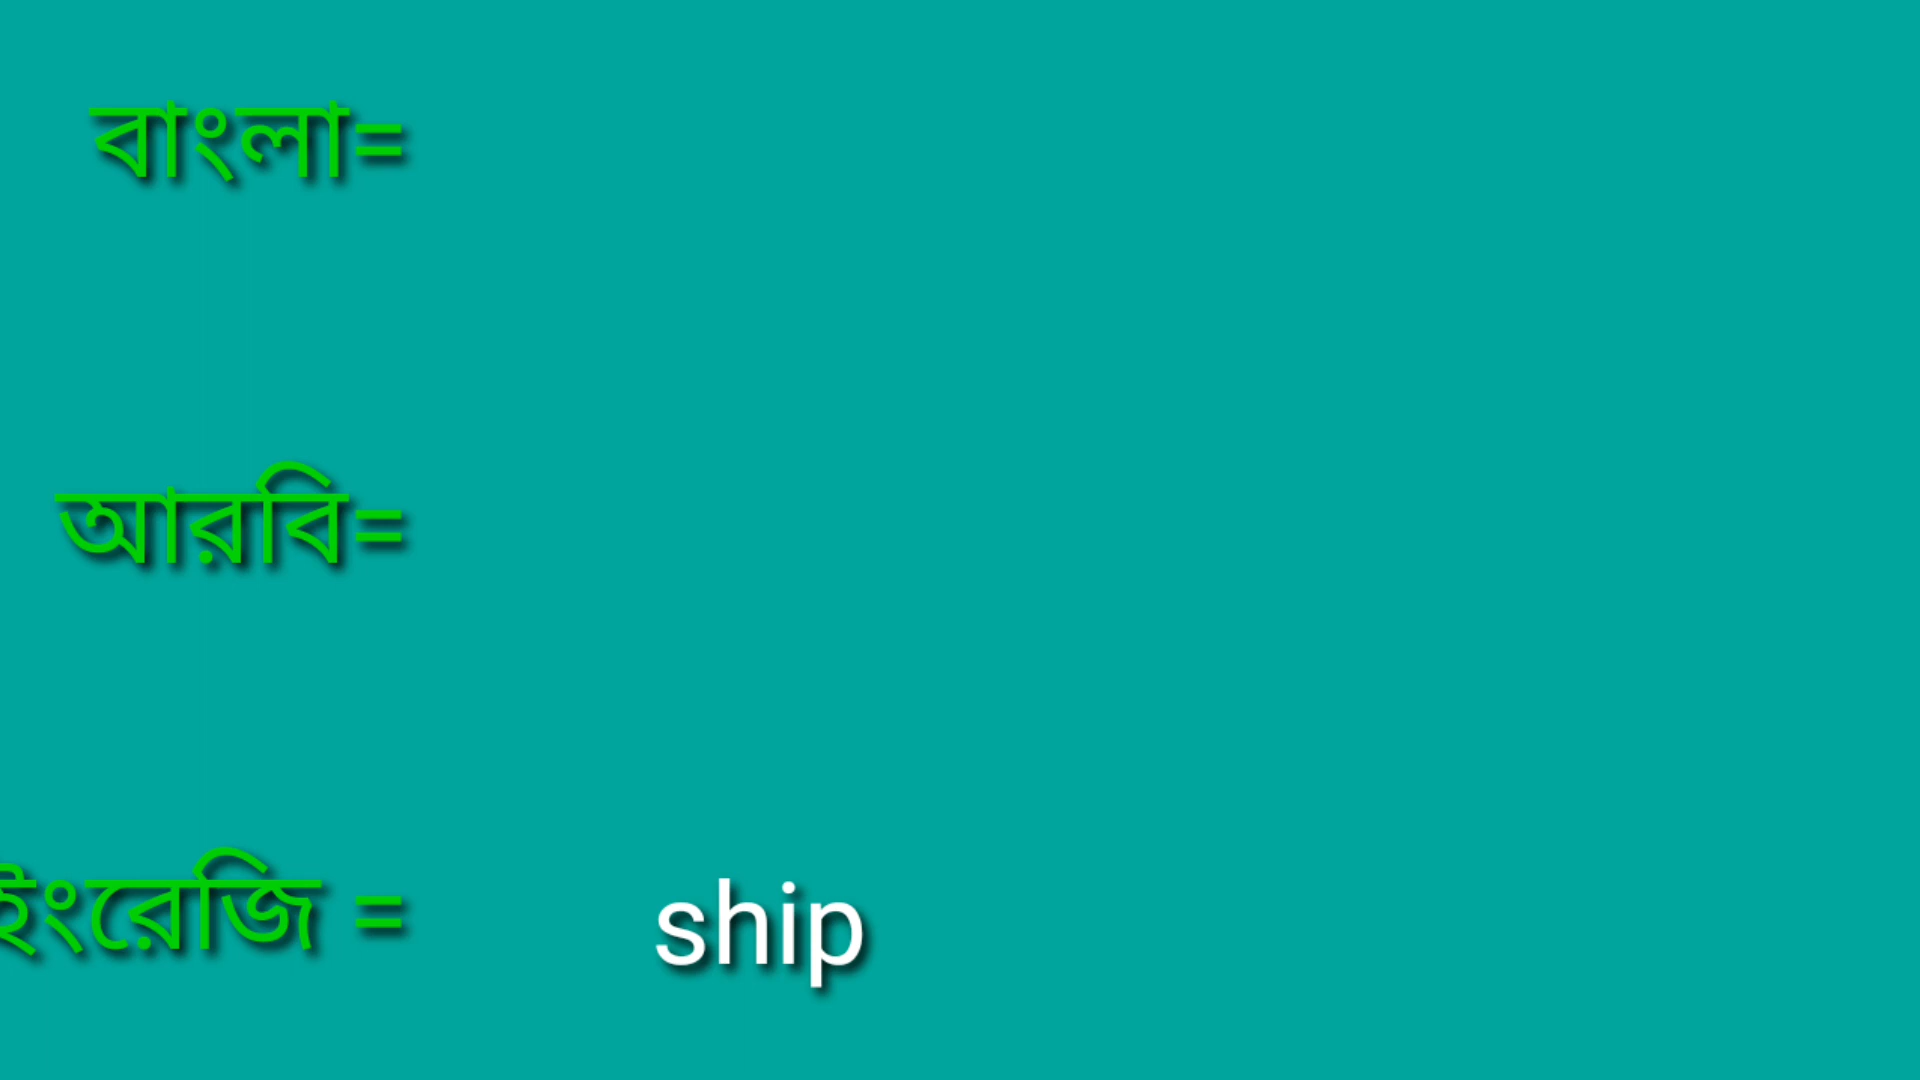 বাংলা=
আরবি=
ইংরেজি = ship